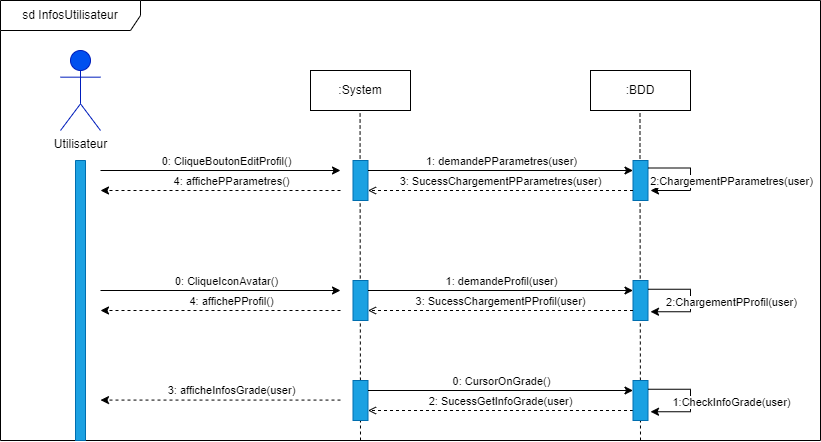 sd InfosUtilisateur
:System
:BDD
Utilisateur
0: CliqueBoutonEditProfil()
1: demandePParametres(user)
4: affichePParametres()
3: SucessChargementPParametres(user)
2:ChargementPParametres(user)
0: CliqueIconAvatar()
1: demandeProfil(user)
4: affichePProfil()
3: SucessChargementPProfil(user)
2:ChargementPProfil(user)
0: CursorOnGrade()
3: afficheInfosGrade(user)
2: SucessGetInfoGrade(user)
1:CheckInfoGrade(user)